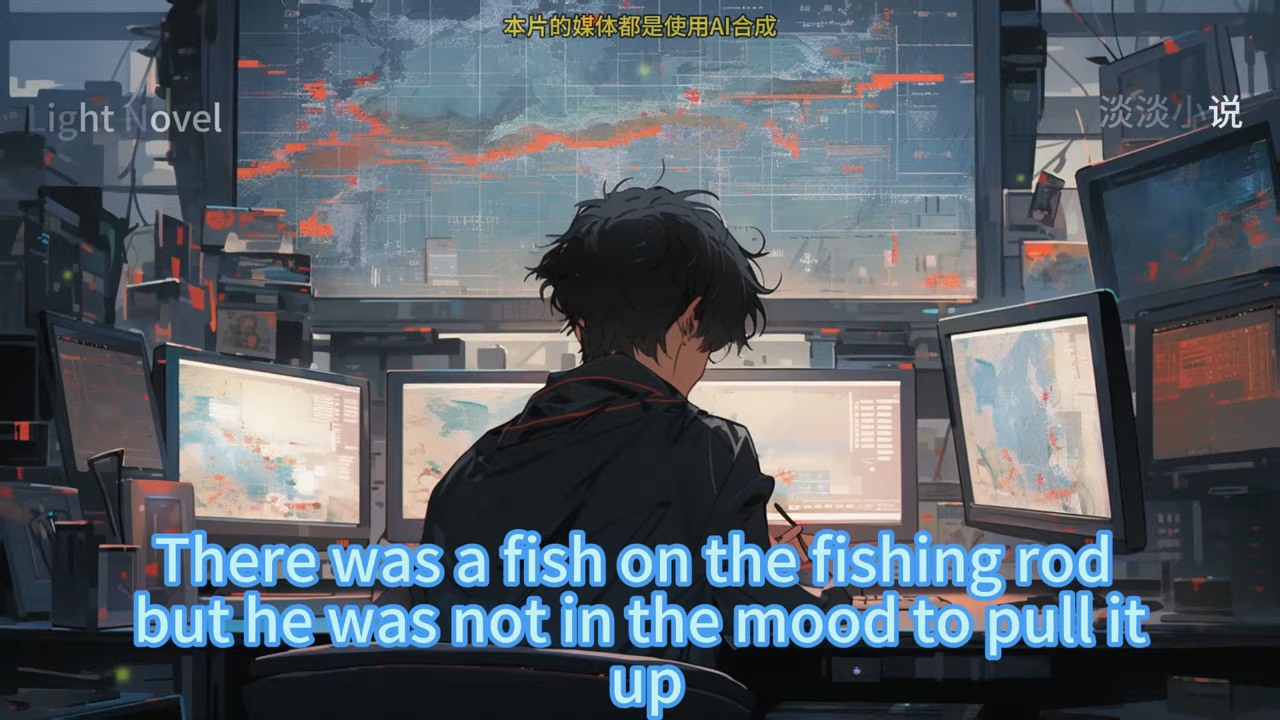 本片的媒体都是使用AI合成
Light Novel
淡淡小说
There was a fish on the fishing rod
but he was not in the mood to pull it
up